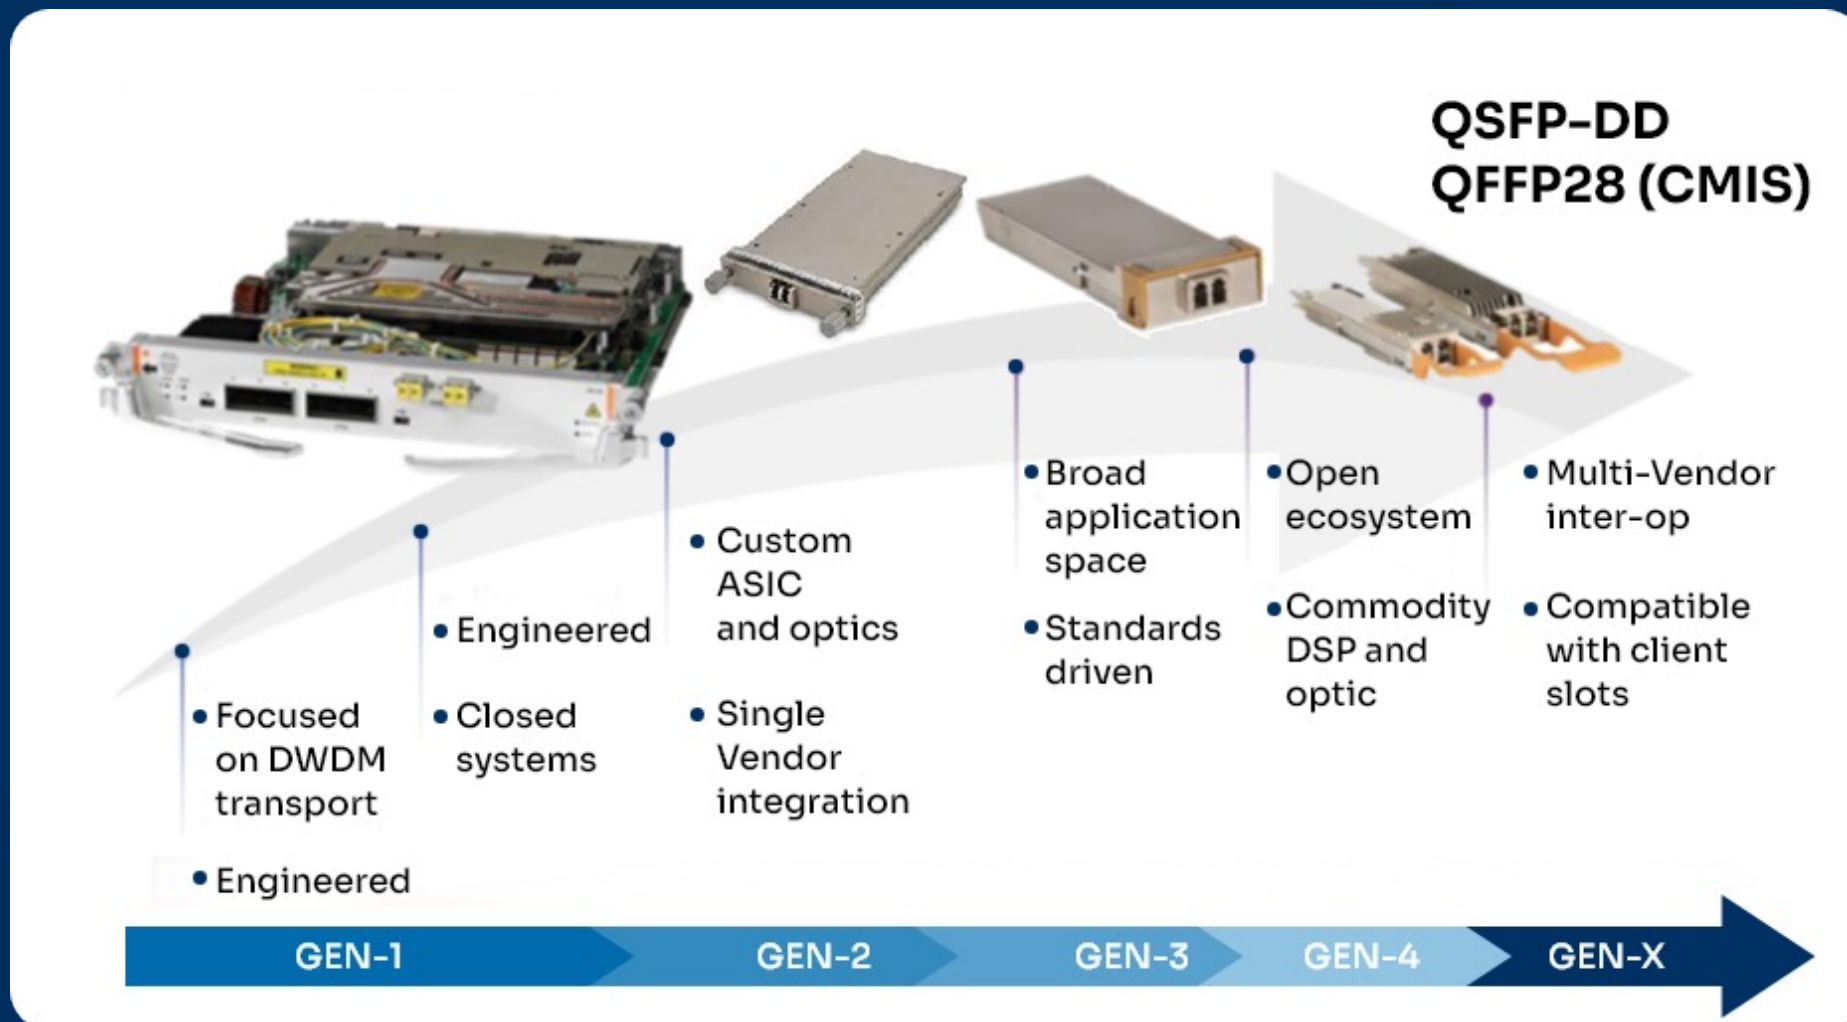 QSFP-DD
QFFP28 (CMIS)
Focused
on DWDM
transport
Engineered
Engineered
Closed
systems
Custom
ASIC
and optics
Single
Vendor
integration
Broad
application
space
Standards
driven
Open
ecosystem
Commodity
DSP and
optic
Multi-Vendor
inter-op
Compatible
with client
slots
GEN-1
GEN-2
GEN-3
GEN-4
GEN-X